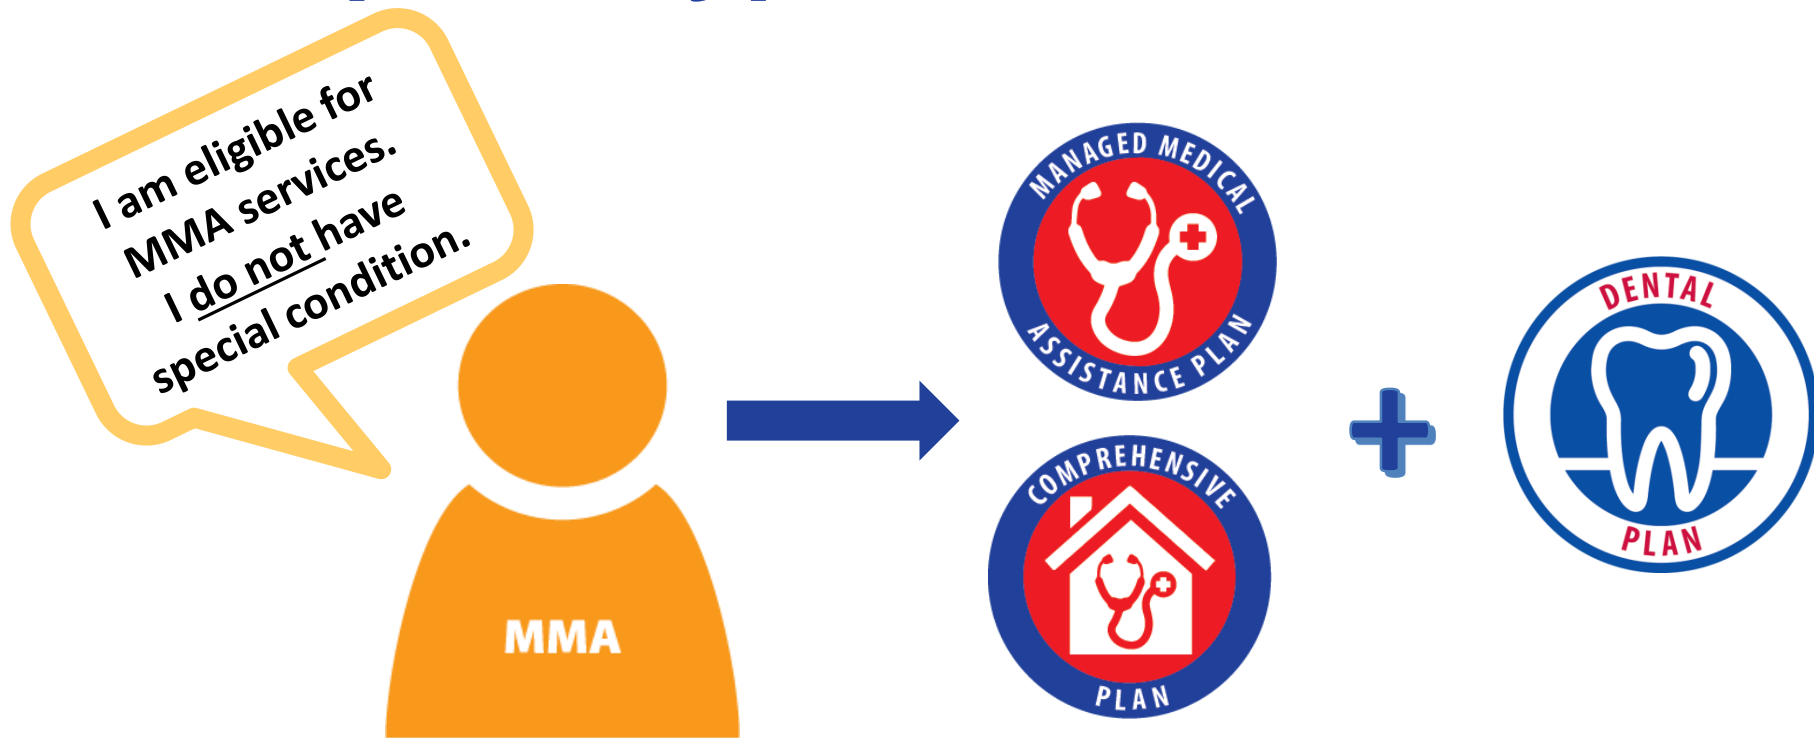 I am eligible for
MMA services.
I do not have
special condition.
MMA
MANAGED MEDICAL
ASSISTANCE PLAN
COMPREHENSIVE
PLAN
DENTAL
PLAN